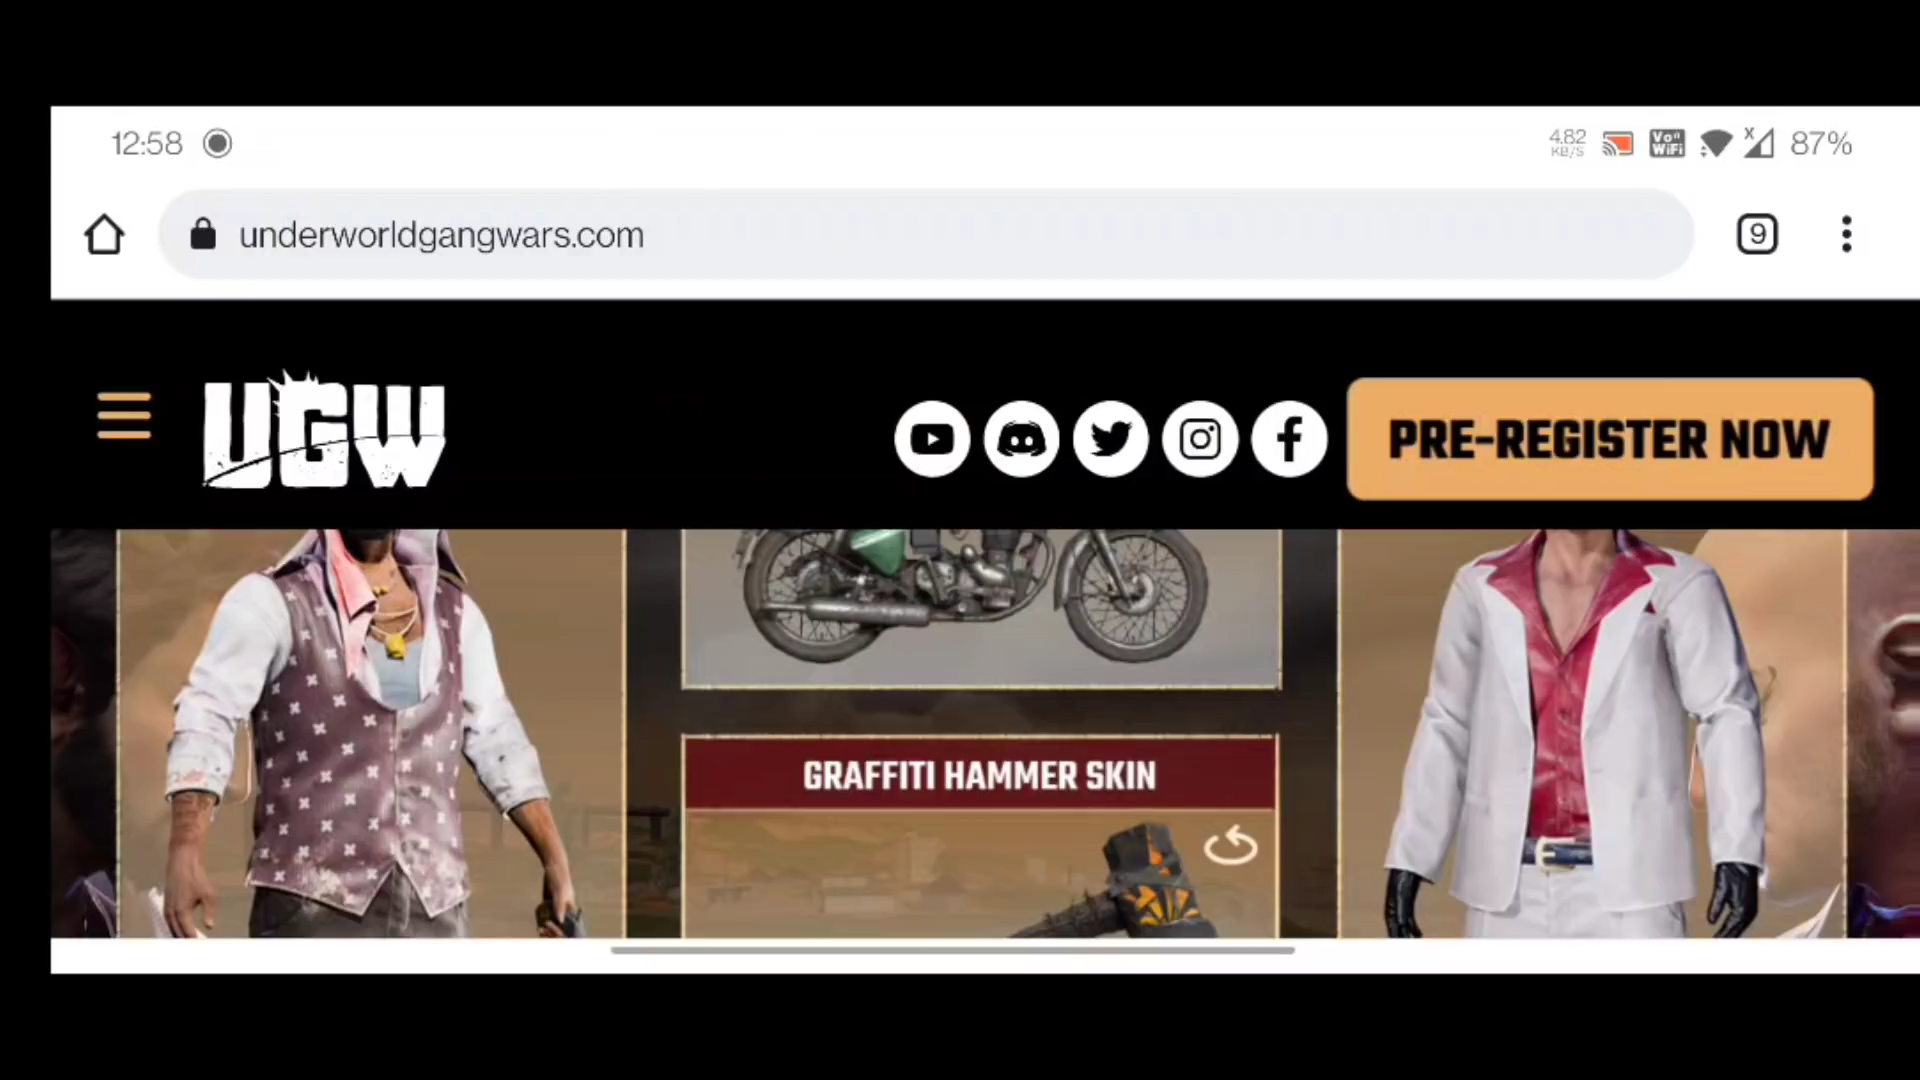 12:58
4.82
KB/S
Vo))
WiFi
X
87%
underworldgangwars.com
9
UGW
PRE-REGISTER NOW
GRAFFITI HAMMER SKIN